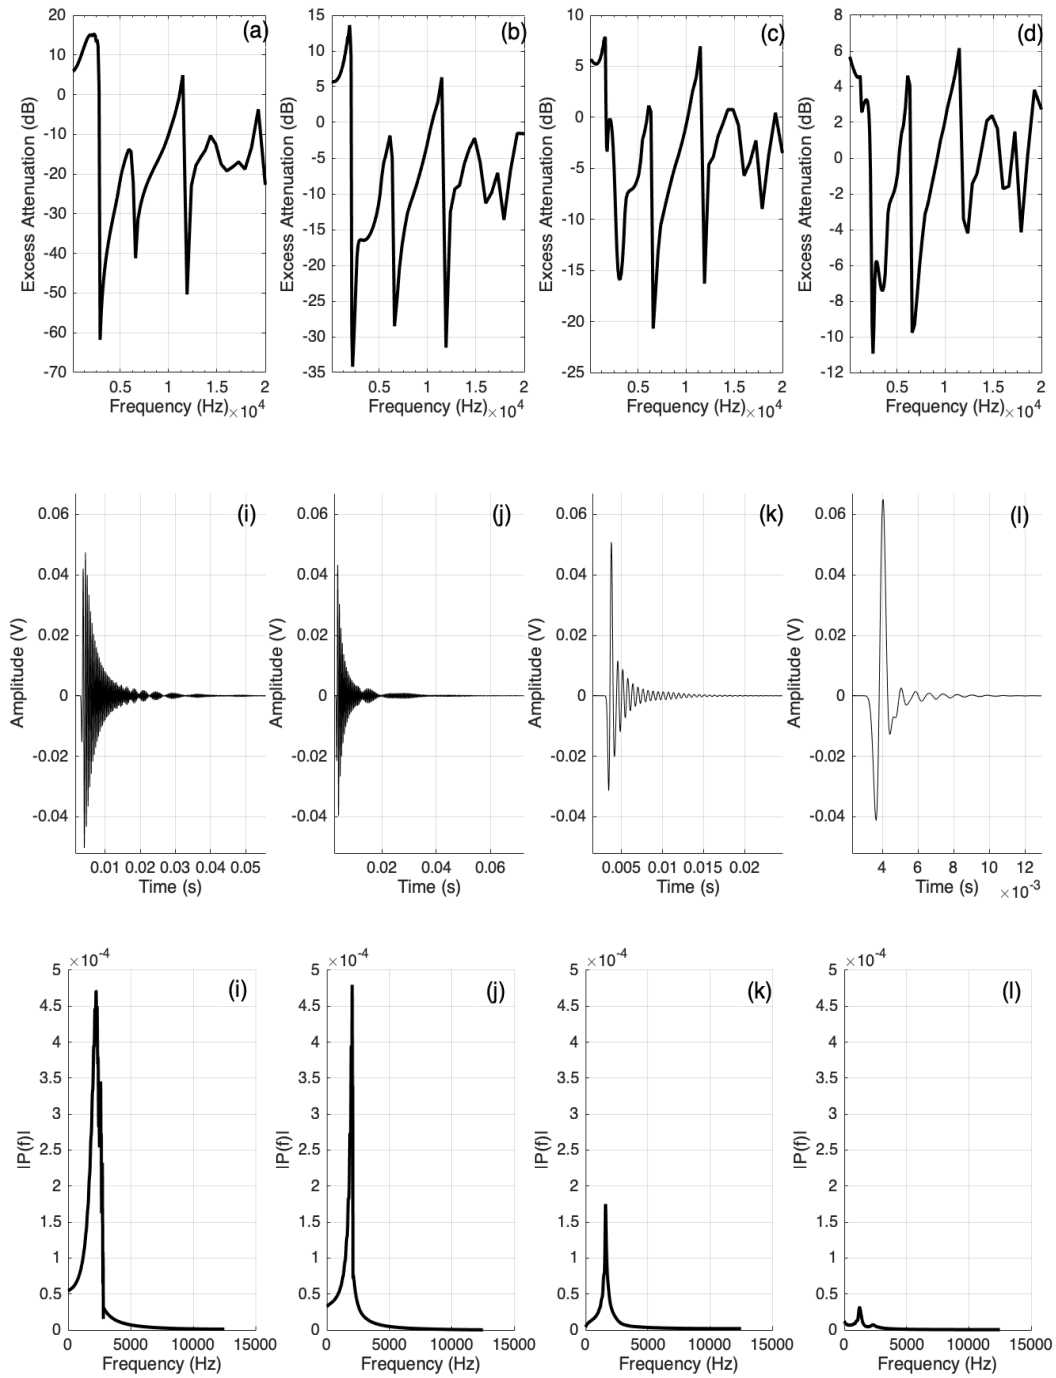 (a)
Excess Attenuation (dB)
20
10
0
-10
-20
-30
-40
-50
-60
-70
0.5 1 1.5 2
Frequency (Hz) ×10^4
(b)
Excess Attenuation (dB)
15
10
5
0
-5
-10
-15
-20
-25
-30
-35
0.5 1 1.5 2
Frequency (Hz) ×10^4
(c)
Excess Attenuation (dB)
10
5
0
-5
-10
-15
-20
-25
0.5 1 1.5 2
Frequency (Hz) ×10^4
(d)
Excess Attenuation (dB)
8
6
4
2
0
-2
-4
-6
-8
-10
-12
0.5 1 1.5 2
Frequency (Hz) ×10^4
(i)
Amplitude (V)
0.06
0.04
0.02
0
-0.02
-0.04
0.01 0.02 0.03 0.04 0.05
Time (s)
(j)
Amplitude (V)
0.06
0.04
0.02
0
-0.02
-0.04
0.02 0.04 0.06
Time (s)
(k)
Amplitude (V)
0.06
0.04
0.02
0
-0.02
-0.04
0.005 0.01 0.015 0.02
Time (s)
(l)
Amplitude (V)
0.06
0.04
0.02
0
-0.02
-0.04
4 6 8 10 12
Time (s) ×10^-3
×10^-4
(i)
|P(f)|
5
4.5
4
3.5
3
2.5
2
1.5
1
0.5
0
0 5000 10000 15000
Frequency (Hz)
×10^-4
(j)
|P(f)|
5
4.5
4
3.5
3
2.5
2
1.5
1
0.5
0
0 5000 10000 15000
Frequency (Hz)
×10^-4
(k)
|P(f)|
5
4.5
4
3.5
3
2.5
2
1.5
1
0.5
0
0 5000 10000 15000
Frequency (Hz)
×10^-4
(l)
|P(f)|
5
4.5
4
3.5
3
2.5
2
1.5
1
0.5
0
0 5000 10000 15000
Frequency (Hz)